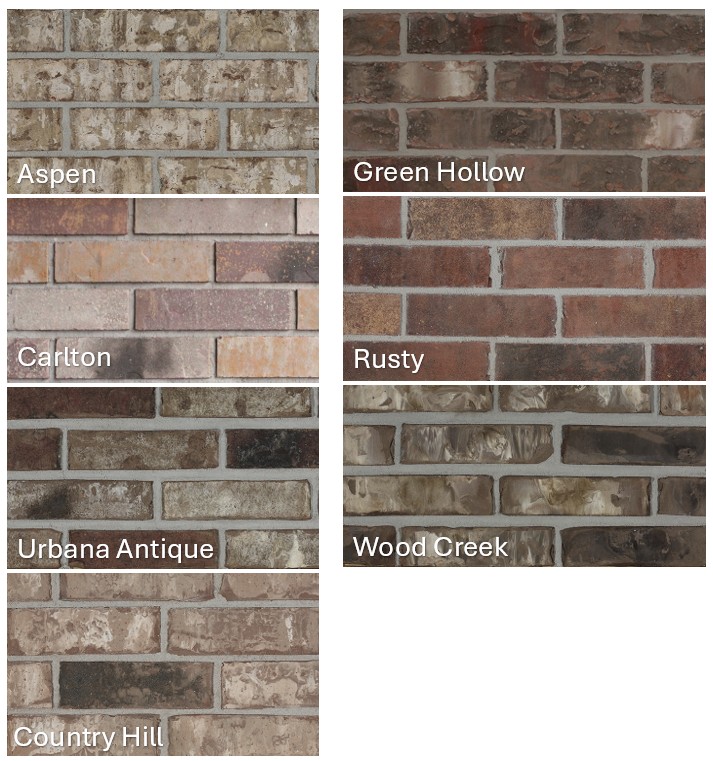 Aspen
Green Hollow
Carlton
Rusty
Urbana Antique
Wood Creek
Country Hill